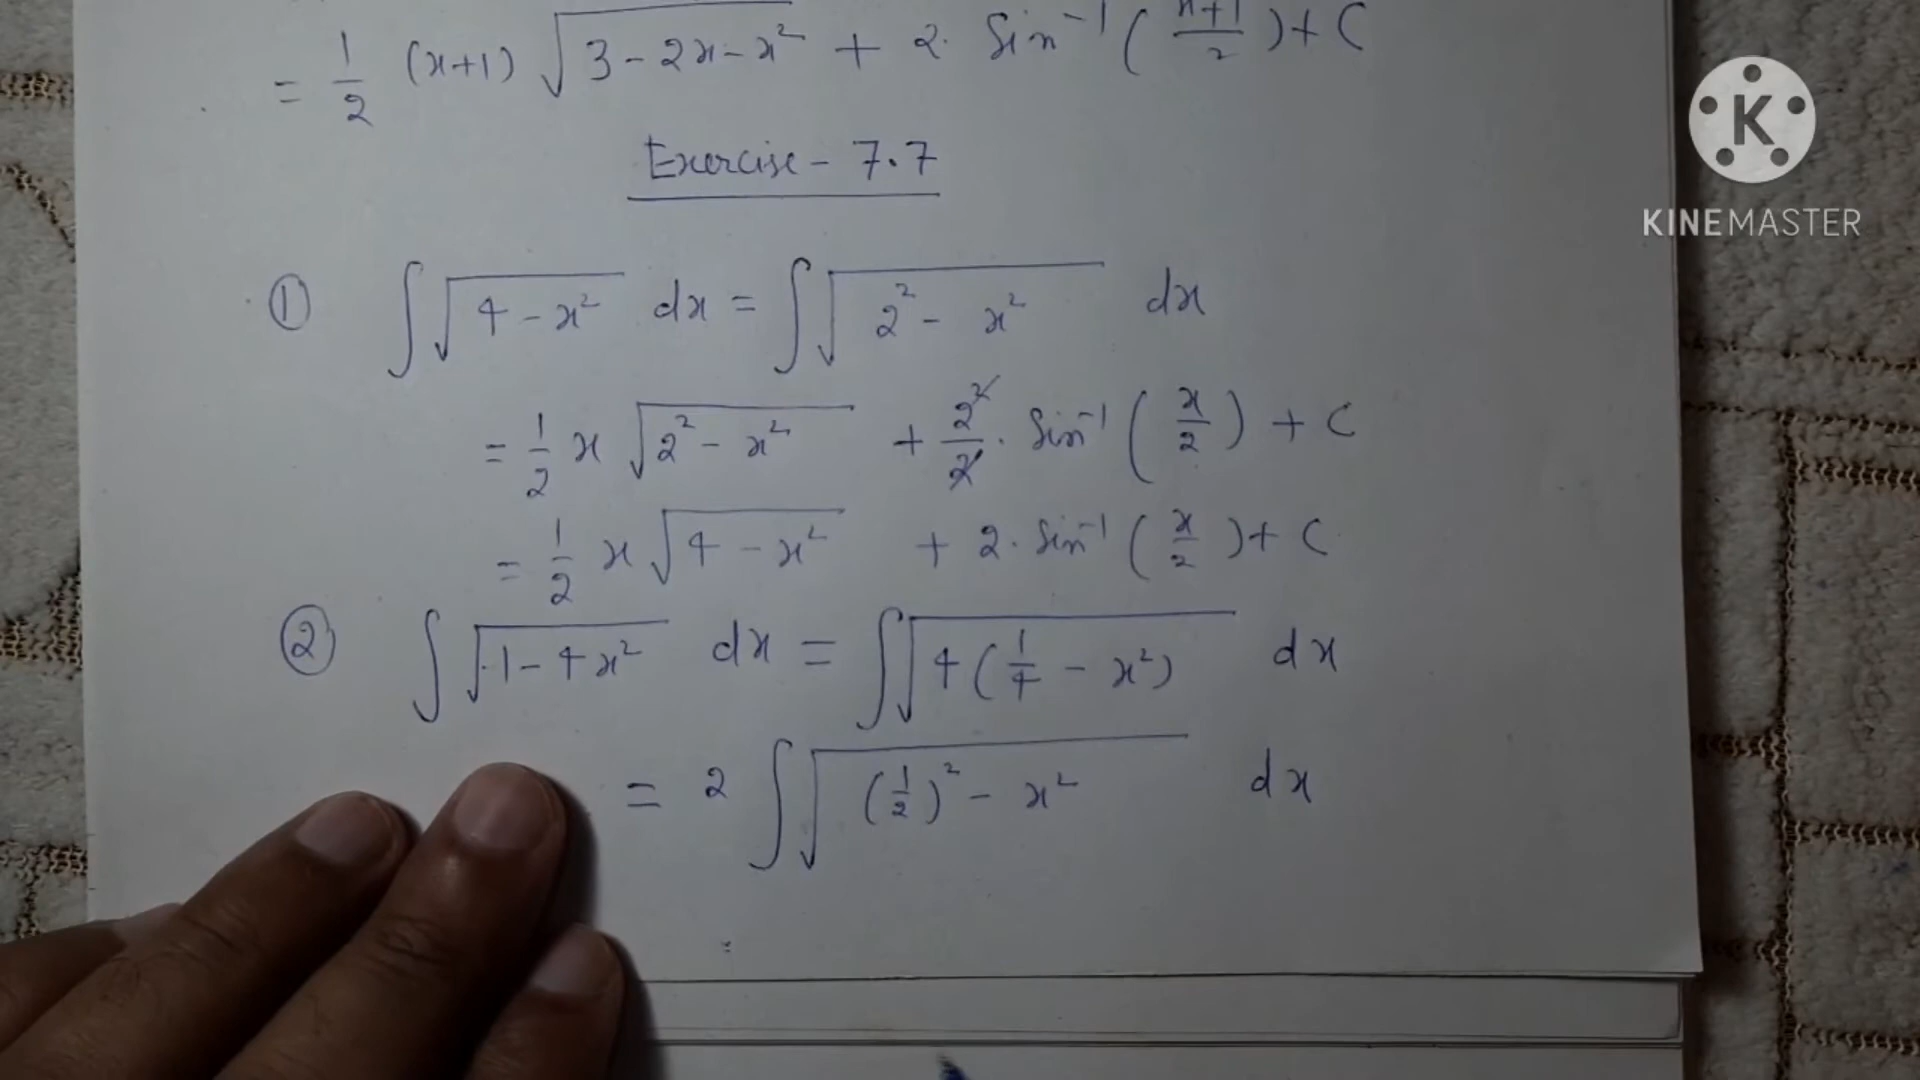 = 1/2 (x+1) √(3-2x-x²) + 2. Sin⁻¹ ((x+1)/2) + C
K
KINEMASTER
Exercise - 7.7
① ∫√(4-x²) dx = ∫√(2² - x²) dx
= 1/2 x √(2² - x²) + 2²/2 . Sin⁻¹ (x/2) + C
= 1/2 x √(4 - x²) + 2. Sin⁻¹ (x/2) + C
② ∫√(1-4x²) dx = ∫√(4(1/4 - x²)) dx
= 2 ∫√((1/2)² - x²) dx